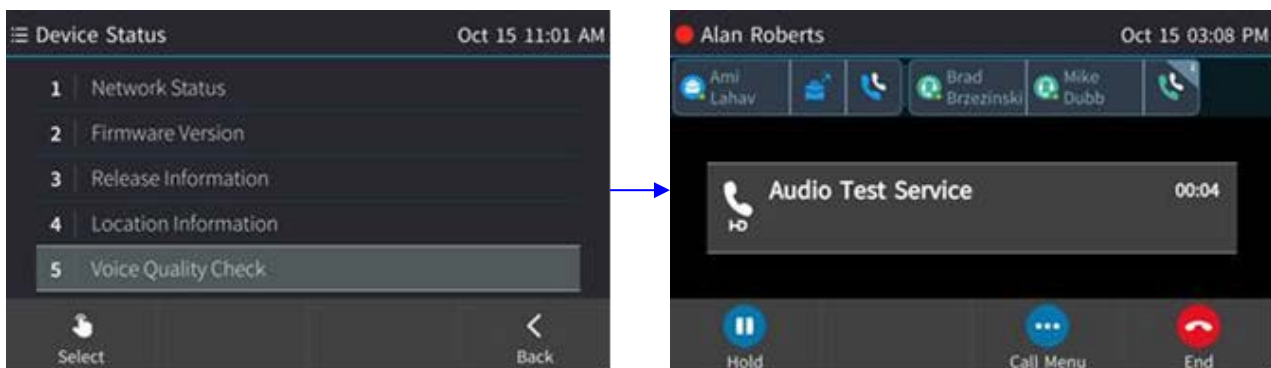 Device Status Oct 15 11:01 AM
1 Network Status
2 Firmware Version
3 Release Information
4 Location Information
5 Voice Quality Check
Select Back
Alan Roberts Oct 15 03:08 PM
Ami Brad Mike
Lahav Brzezinski Dubb
Audio Test Service 00:04
HD
Hold Call Menu End